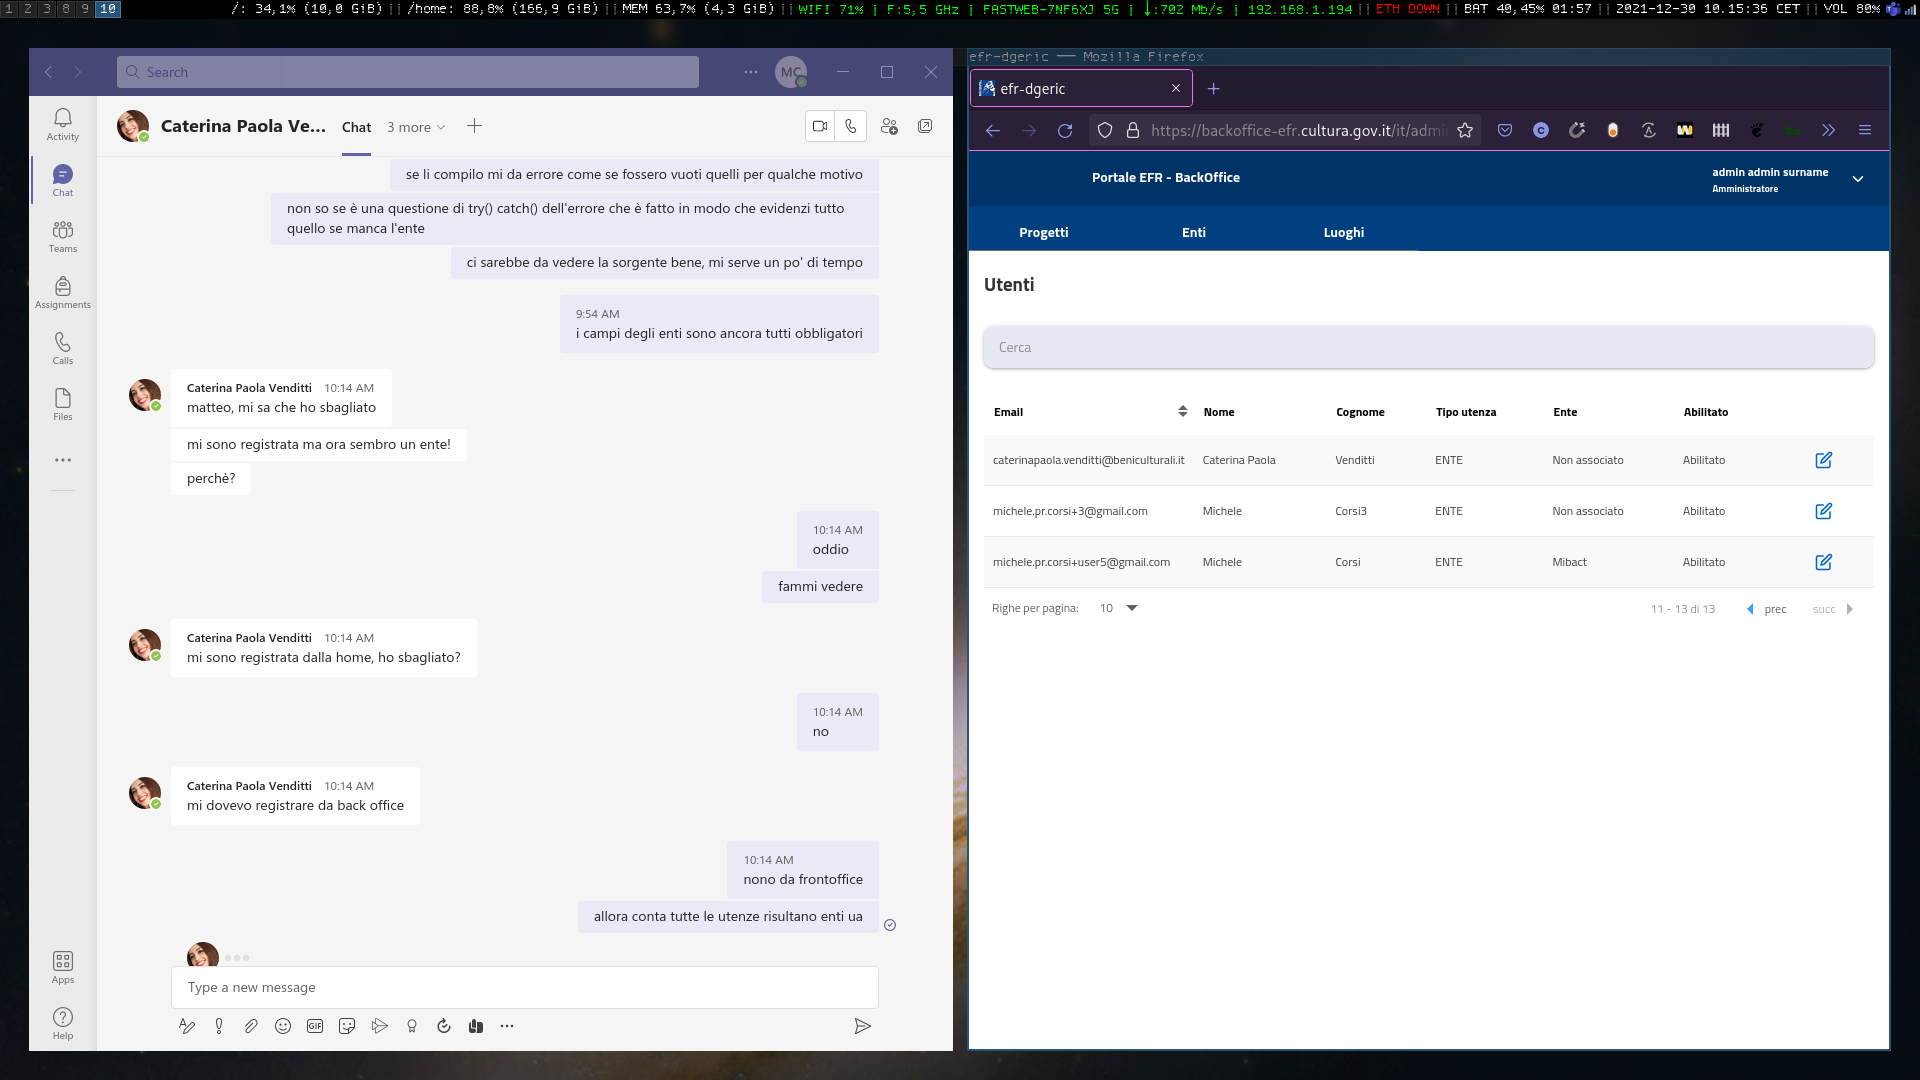 1 2 3 8 9 10
/: 34,1% (10,0 GiB) || /home: 88,8% (166,9 GiB) || MEM 63,7% (4,3 GiB) || WIFI 71% | F:5,5 GHz | FASTWEB-7NF6XJ 5G | ↓:702 Mb/s | 192.168.1.194 || ETH DOWN || BAT 40,45% 01:57 || 2021-12-30 10.15:36 CET || VOL 80%
Search
MC
Activity
Chat
Teams
Assignments
Calls
Files
Apps
Help
Caterina Paola Ve...
Chat
3 more
se li compilo mi da errore come se fossero vuoti quelli per qualche motivo
non so se è una questione di try() catch() dell'errore che è fatto in modo che evidenzi tutto
quello se manca l'ente
ci sarebbe da vedere la sorgente bene, mi serve un po' di tempo
9:54 AM
i campi degli enti sono ancora tutti obbligatori
Caterina Paola Venditti 10:14 AM
matteo, mi sa che ho sbagliato
mi sono registrata ma ora sembro un ente!
perchè?
10:14 AM
oddio
fammi vedere
Caterina Paola Venditti 10:14 AM
mi sono registrata dalla home, ho sbagliato?
10:14 AM
no
Caterina Paola Venditti 10:14 AM
mi dovevo registrare da back office
10:14 AM
nono da frontoffice
allora conta tutte le utenze risultano enti ua
Type a new message
GIF
efr-dgeric — Mozilla Firefox
efr-dgeric
https://backoffice-efr.cultura.gov.it/it/admi
Portale EFR - BackOffice
admin admin surname
Amministratore
Progetti Enti Luoghi
Utenti
Cerca
Email Nome Cognome Tipo utenza Ente Abilitato
caterinapaola.venditti@beniculturali.it Caterina Paola Venditti ENTE Non associato Abilitato
michele.pr.corsi+3@gmail.com Michele Corsi3 ENTE Non associato Abilitato
michele.pr.corsi+user5@gmail.com Michele Corsi ENTE Mibact Abilitato
Righe per pagina: 10 11 - 13 di 13 prec succ